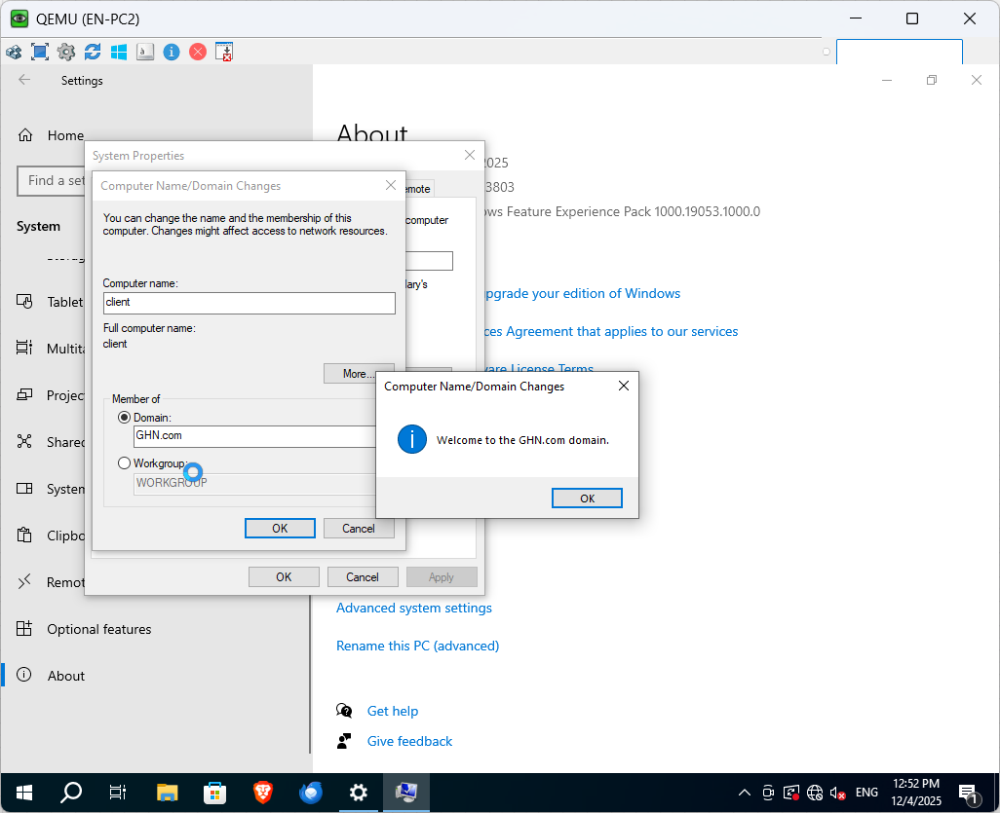 QEMU (EN-PC2)
Settings
Home
Find a set
System
Tablet
Multita
Projec
Shared
System
Clipbo
Remot
Optional features
About
About
2025
3803
ws Feature Experience Pack 1000.19053.1000.0
pgrade your edition of Windows
ces Agreement that applies to our services
ware License Terms
Advanced system settings
Rename this PC (advanced)
Get help
Give feedback
System Properties
emote
computer
lary's
OK
Cancel
Apply
Computer Name/Domain Changes
You can change the name and the membership of this
computer. Changes might affect access to network resources.
Computer name:
client
Full computer name:
client
More...
Member of
Domain:
GHN.com
Workgroup:
WORKGROUP
OK
Cancel
Computer Name/Domain Changes
Welcome to the GHN.com domain.
OK
ENG
12:52 PM
12/4/2025
1